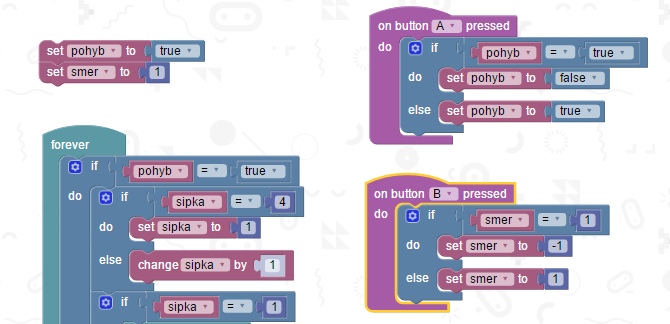 set pohyb to true
set smer to 1
forever
if pohyb = true
do if sipka = 4
do set sipka to 1
else change sipka by 1
if sipka = 1
on button A pressed
do if pohyb = true
do set pohyb to false
else set pohyb to true
on button B pressed
do if smer = 1
do set smer to -1
else set smer to 1